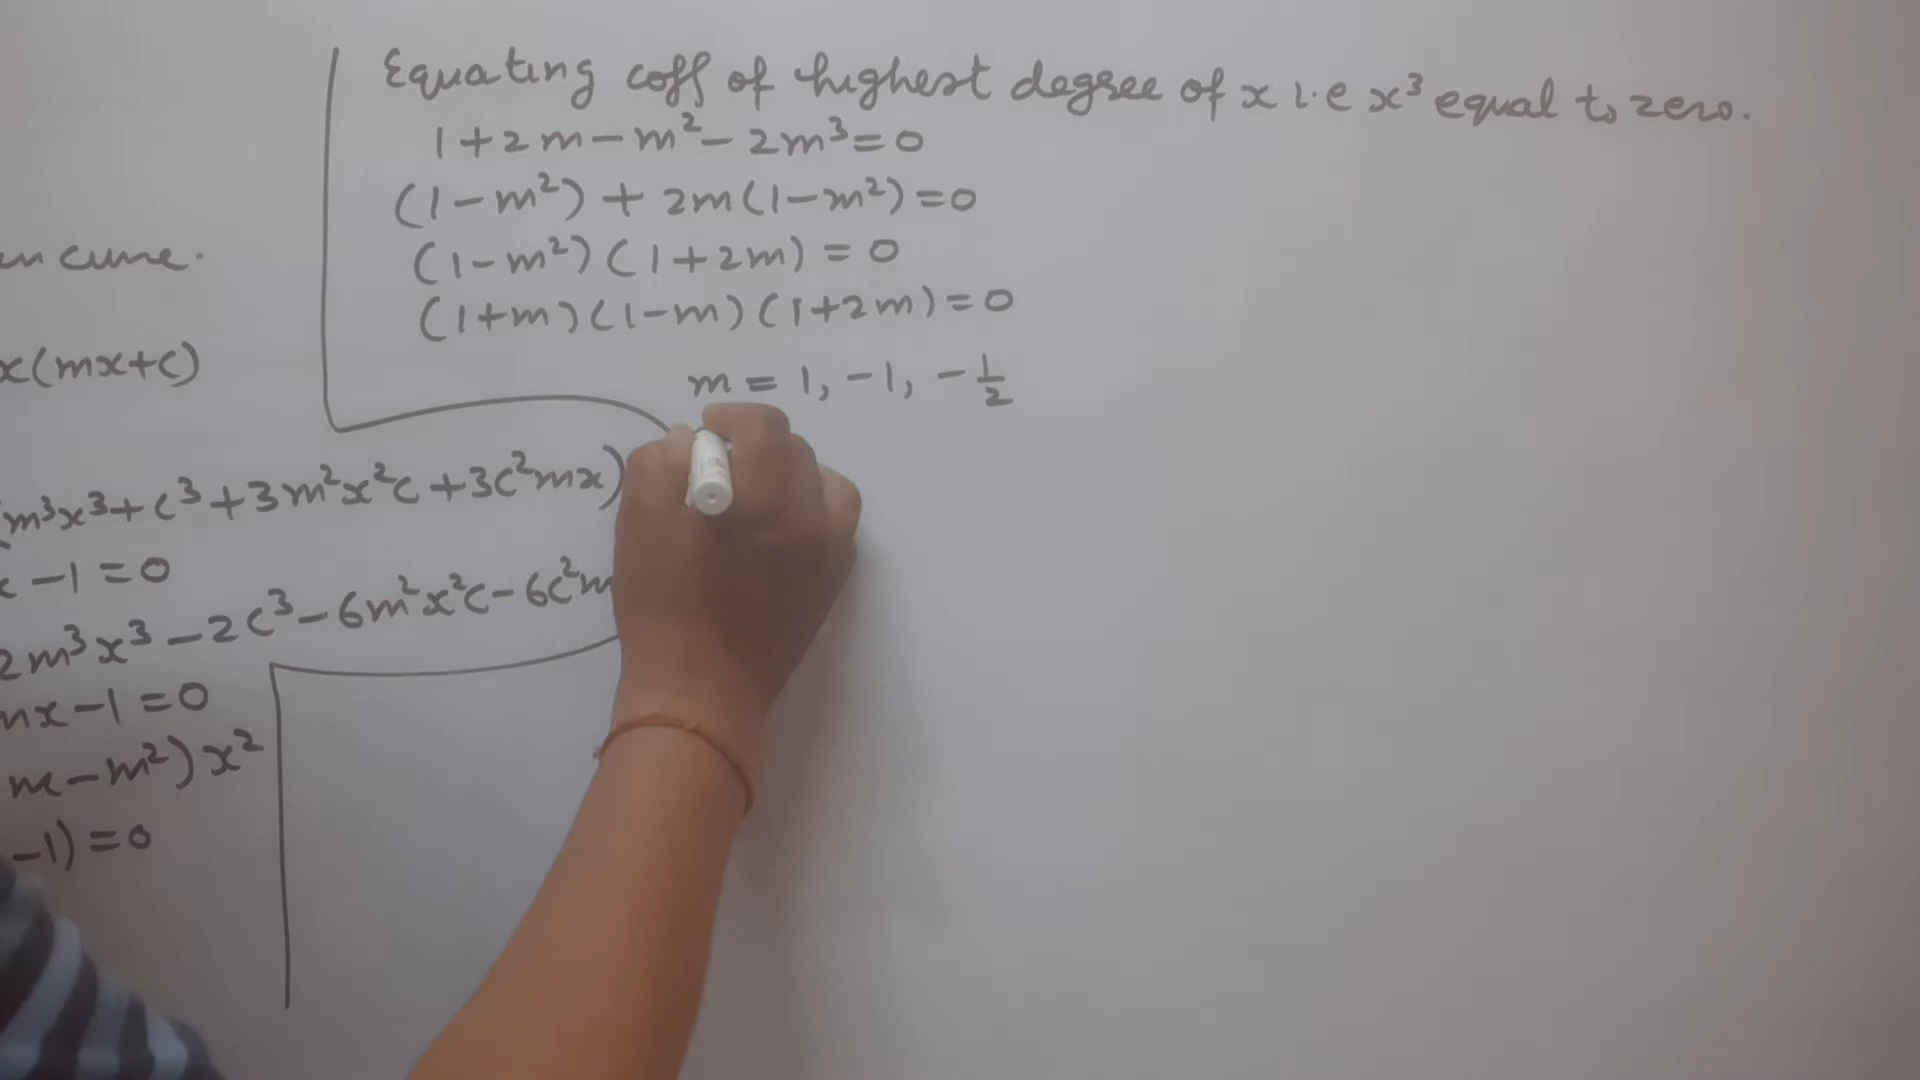 Equating coff of highest degree of x i.e x³ equal to zero.
1+2m-m²-2m³=0
(1-m²) + 2m(1-m²)=0
(1-m²)(1+2m)=0
(1+m)(1-m)(1+2m)=0
m = 1, -1, -1/2
curve.
x(mx+c)
m³x³+c³+3m²x²c+3c²mx)
-1=0
2m³x³-2c³-6m²x²c-6c²m
mx-1=0
m-m²)x²
-1)=0